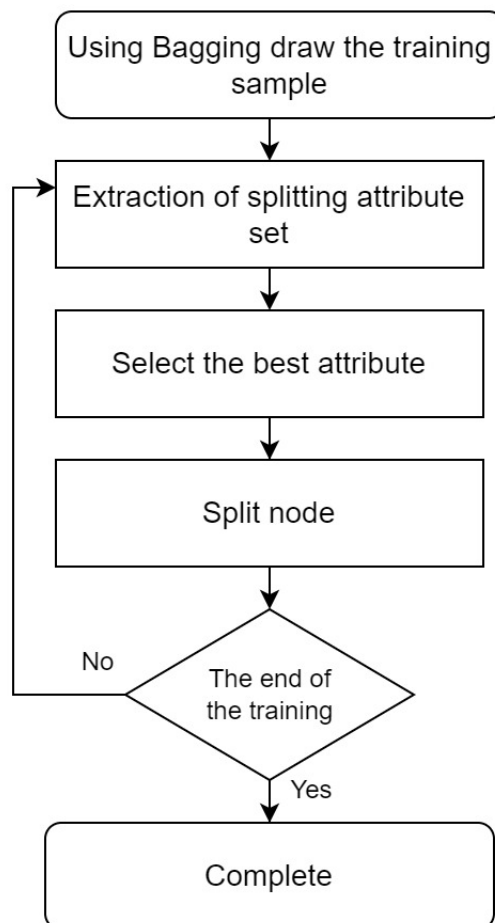 Using Bagging draw the training
sample
Extraction of splitting attribute
set
Select the best attribute
Split node
No
The end of
the training
Yes
Complete